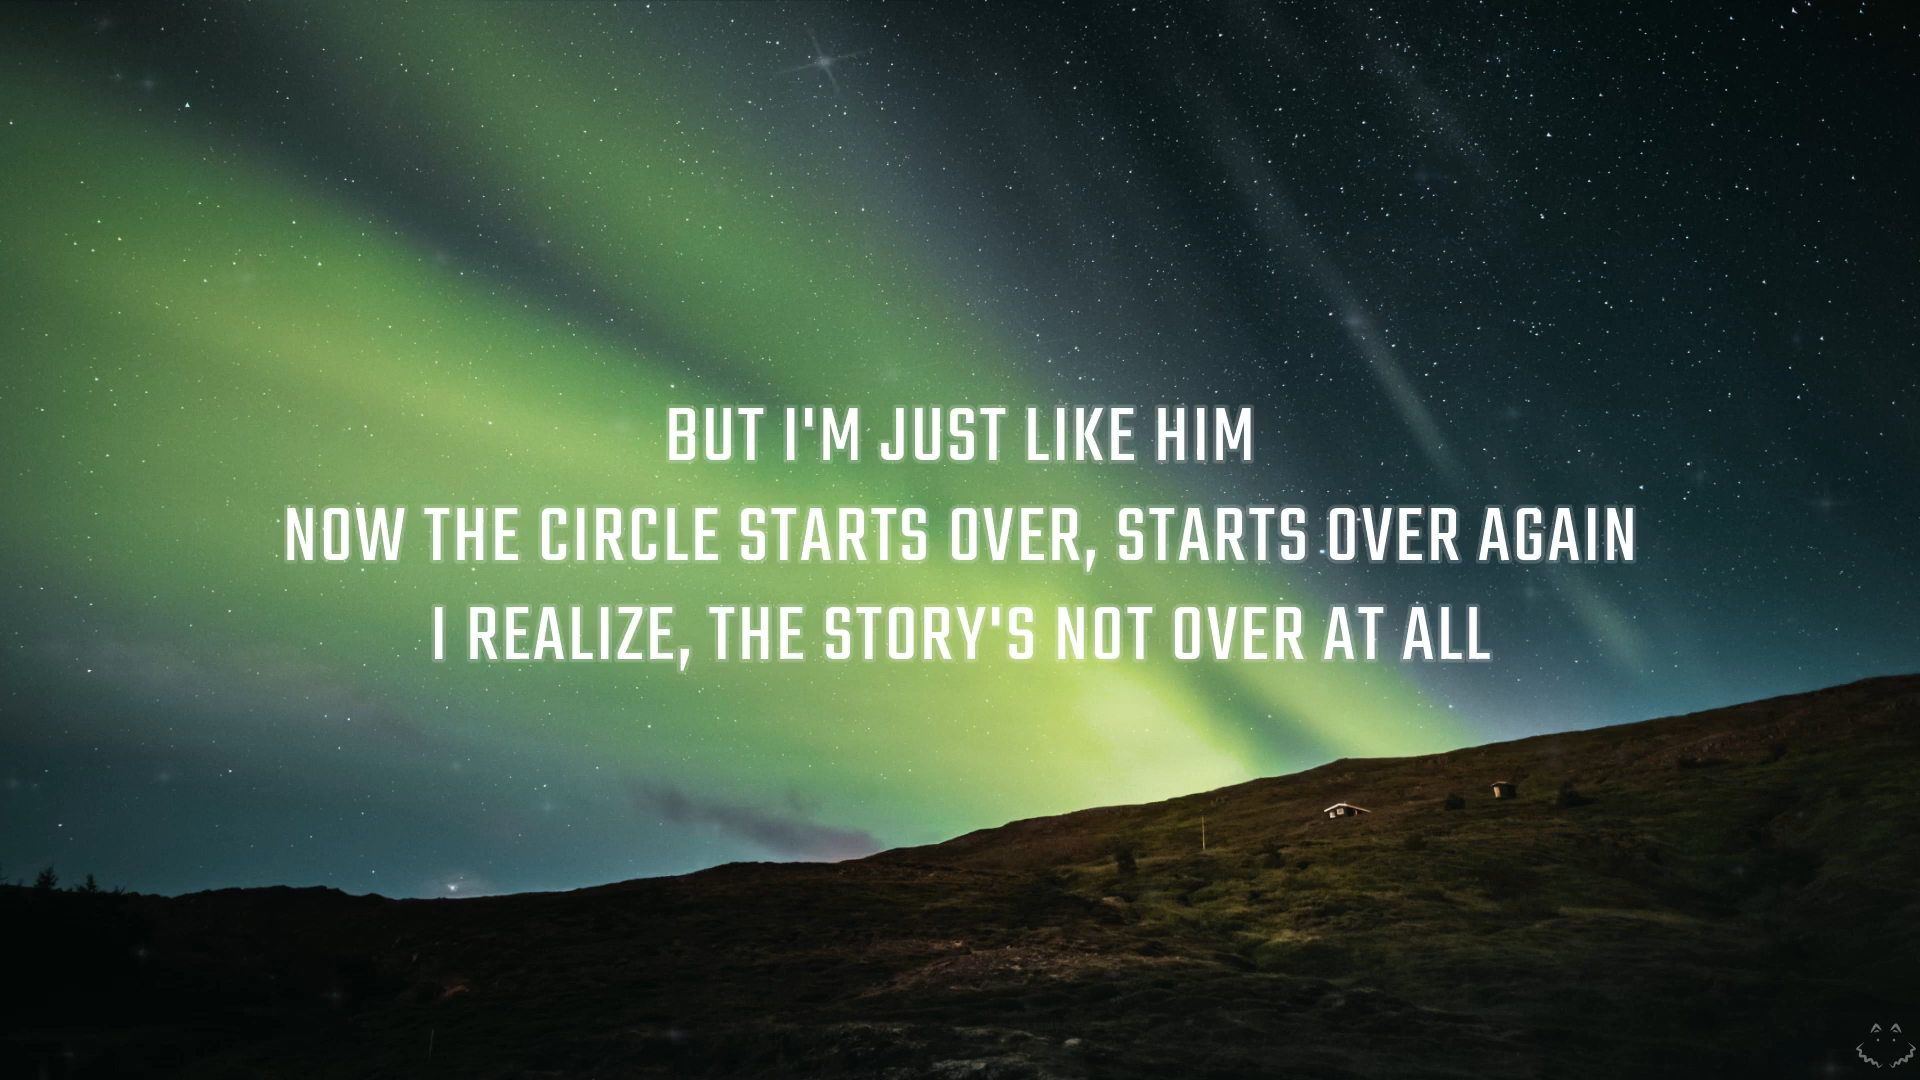 BUT I'M JUST LIKE HIM
NOW THE CIRCLE STARTS OVER, STARTS OVER AGAIN
I REALIZE, THE STORY'S NOT OVER AT ALL